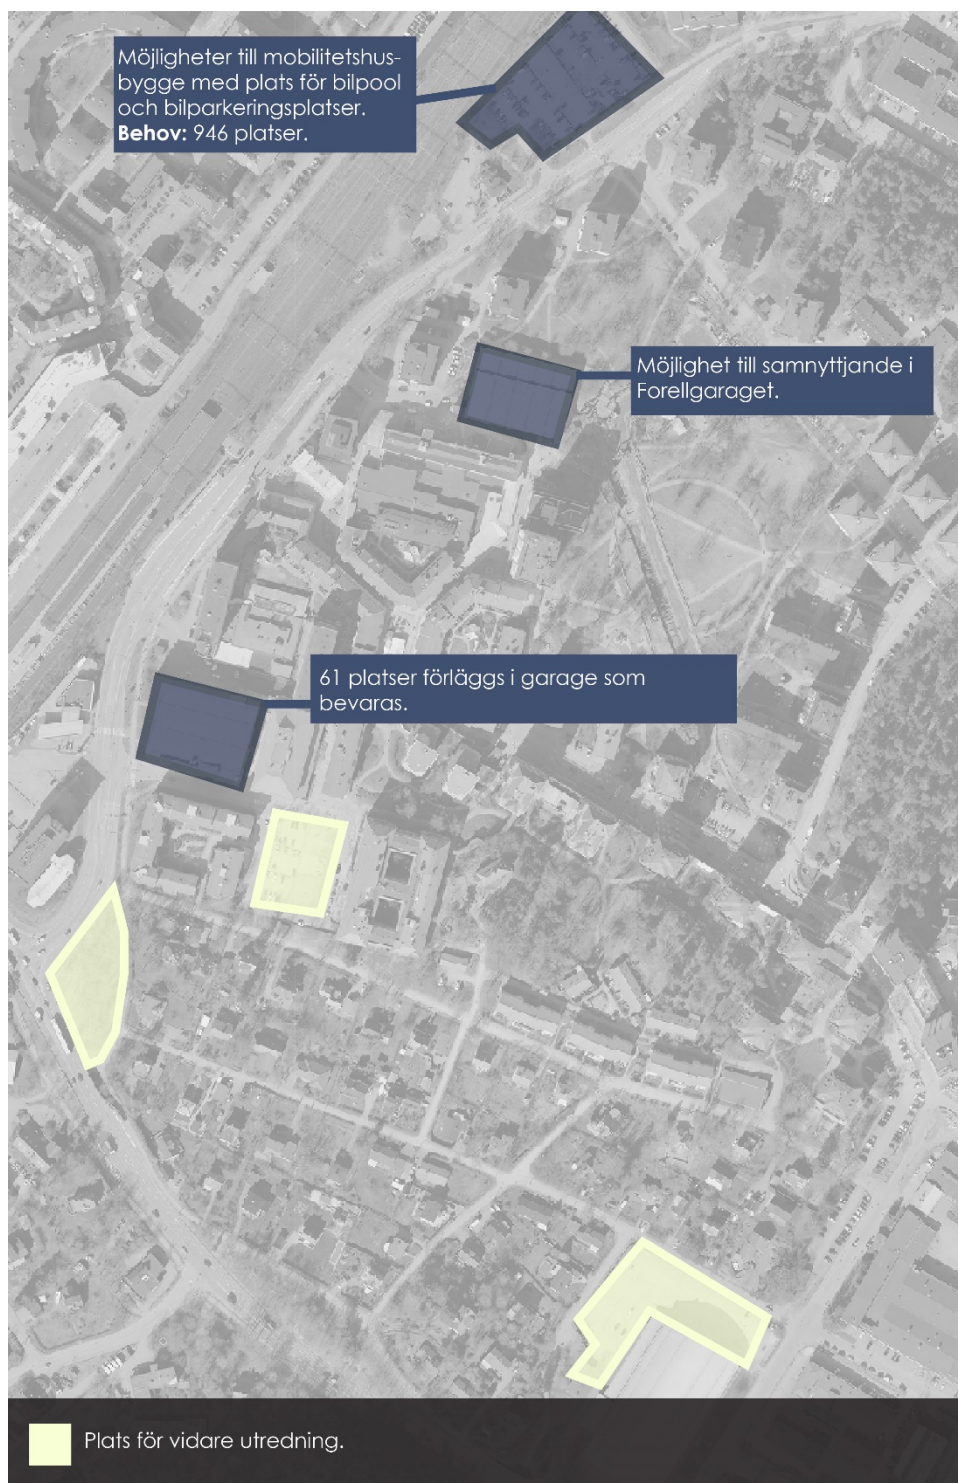 Möjligheter till mobilitetshus-
bygge med plats för bilpool
och bilparkeringsplatser.
Behov: 946 platser.
Möjlighet till samnyttjande i
Forellgaraget.
61 platser förläggs i garage som
bevaras.
Plats för vidare utredning.